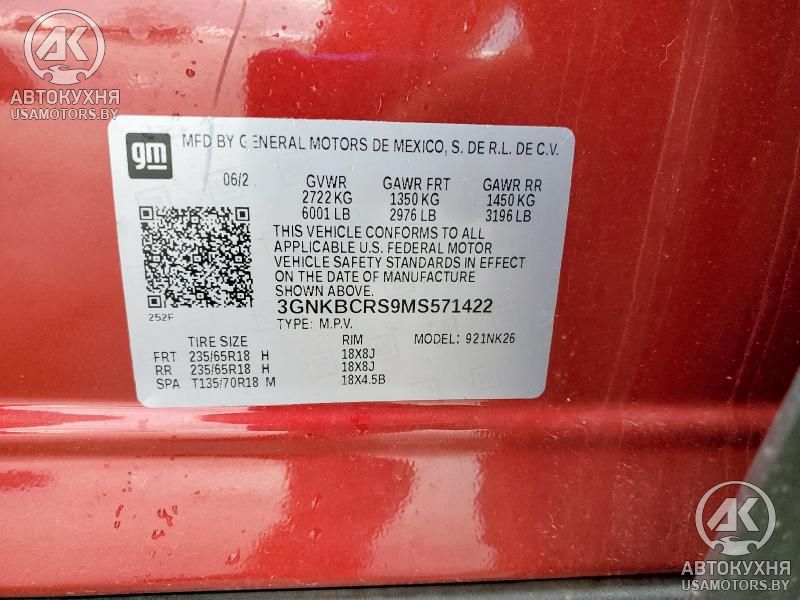 АК
АВТОКУХНЯ
USAMOTORS.BY
gm
MFD BY GENERAL MOTORS DE MEXICO, S. DE R.L. DE C.V.
06/2 GVWR GAWR FRT GAWR RR
2722 KG 1350 KG 1450 KG
6001 LB 2976 LB 3196 LB
THIS VEHICLE CONFORMS TO ALL
APPLICABLE U.S. FEDERAL MOTOR
VEHICLE SAFETY STANDARDS IN EFFECT
ON THE DATE OF MANUFACTURE
SHOWN ABOVE.
252F
3GNKBCRS9MS571422
TYPE: M.P.V.
TIRE SIZE RIM MODEL: 921NK26
FRT 235/65R18 H 18X8J
RR 235/65R18 H 18X8J
SPA T135/70R18 M 18X4.5B
АК
АВТОКУХНЯ
USAMOTORS.BY